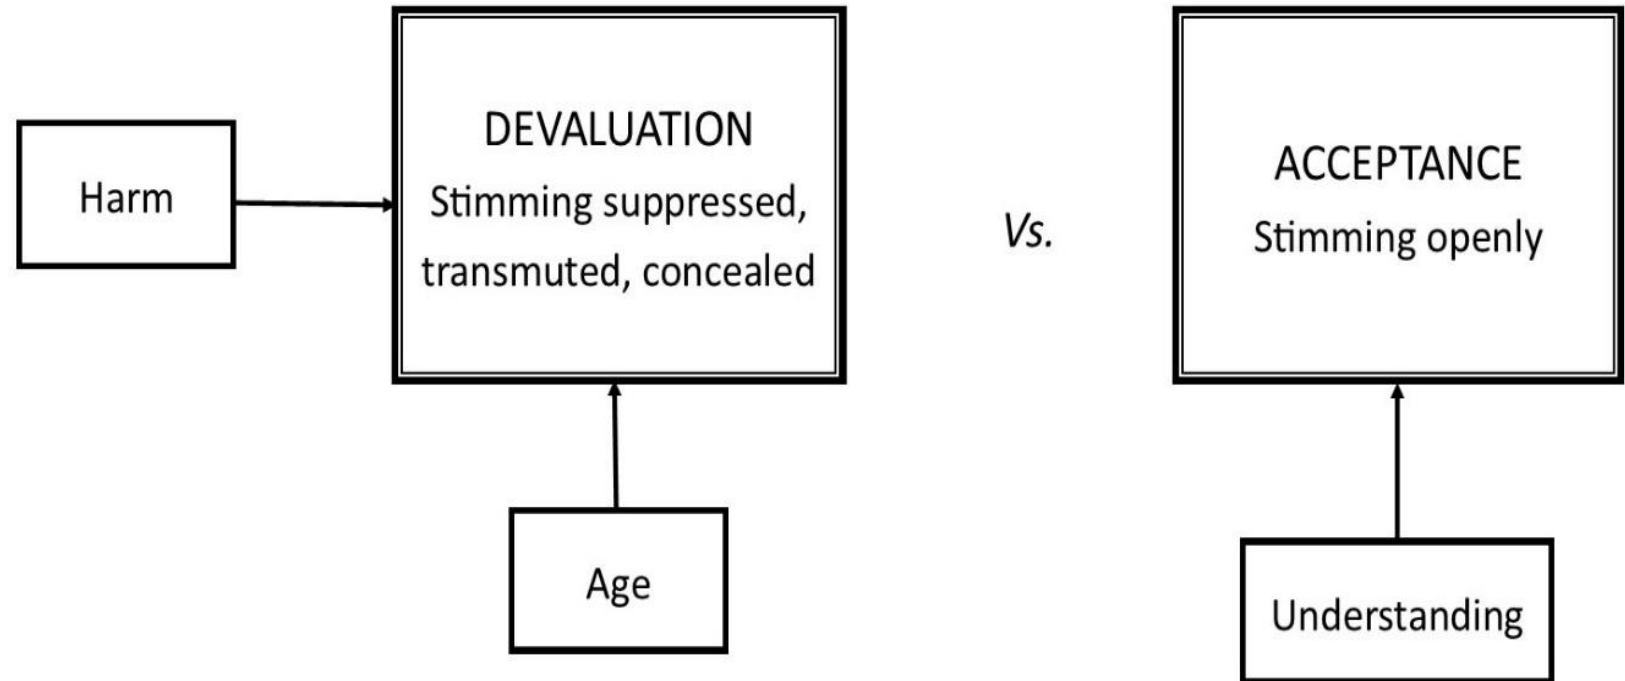 Harm
DEVALUATION
Stimming suppressed,
transmuted, concealed
Vs.
ACCEPTANCE
Stimming openly
Age
Understanding